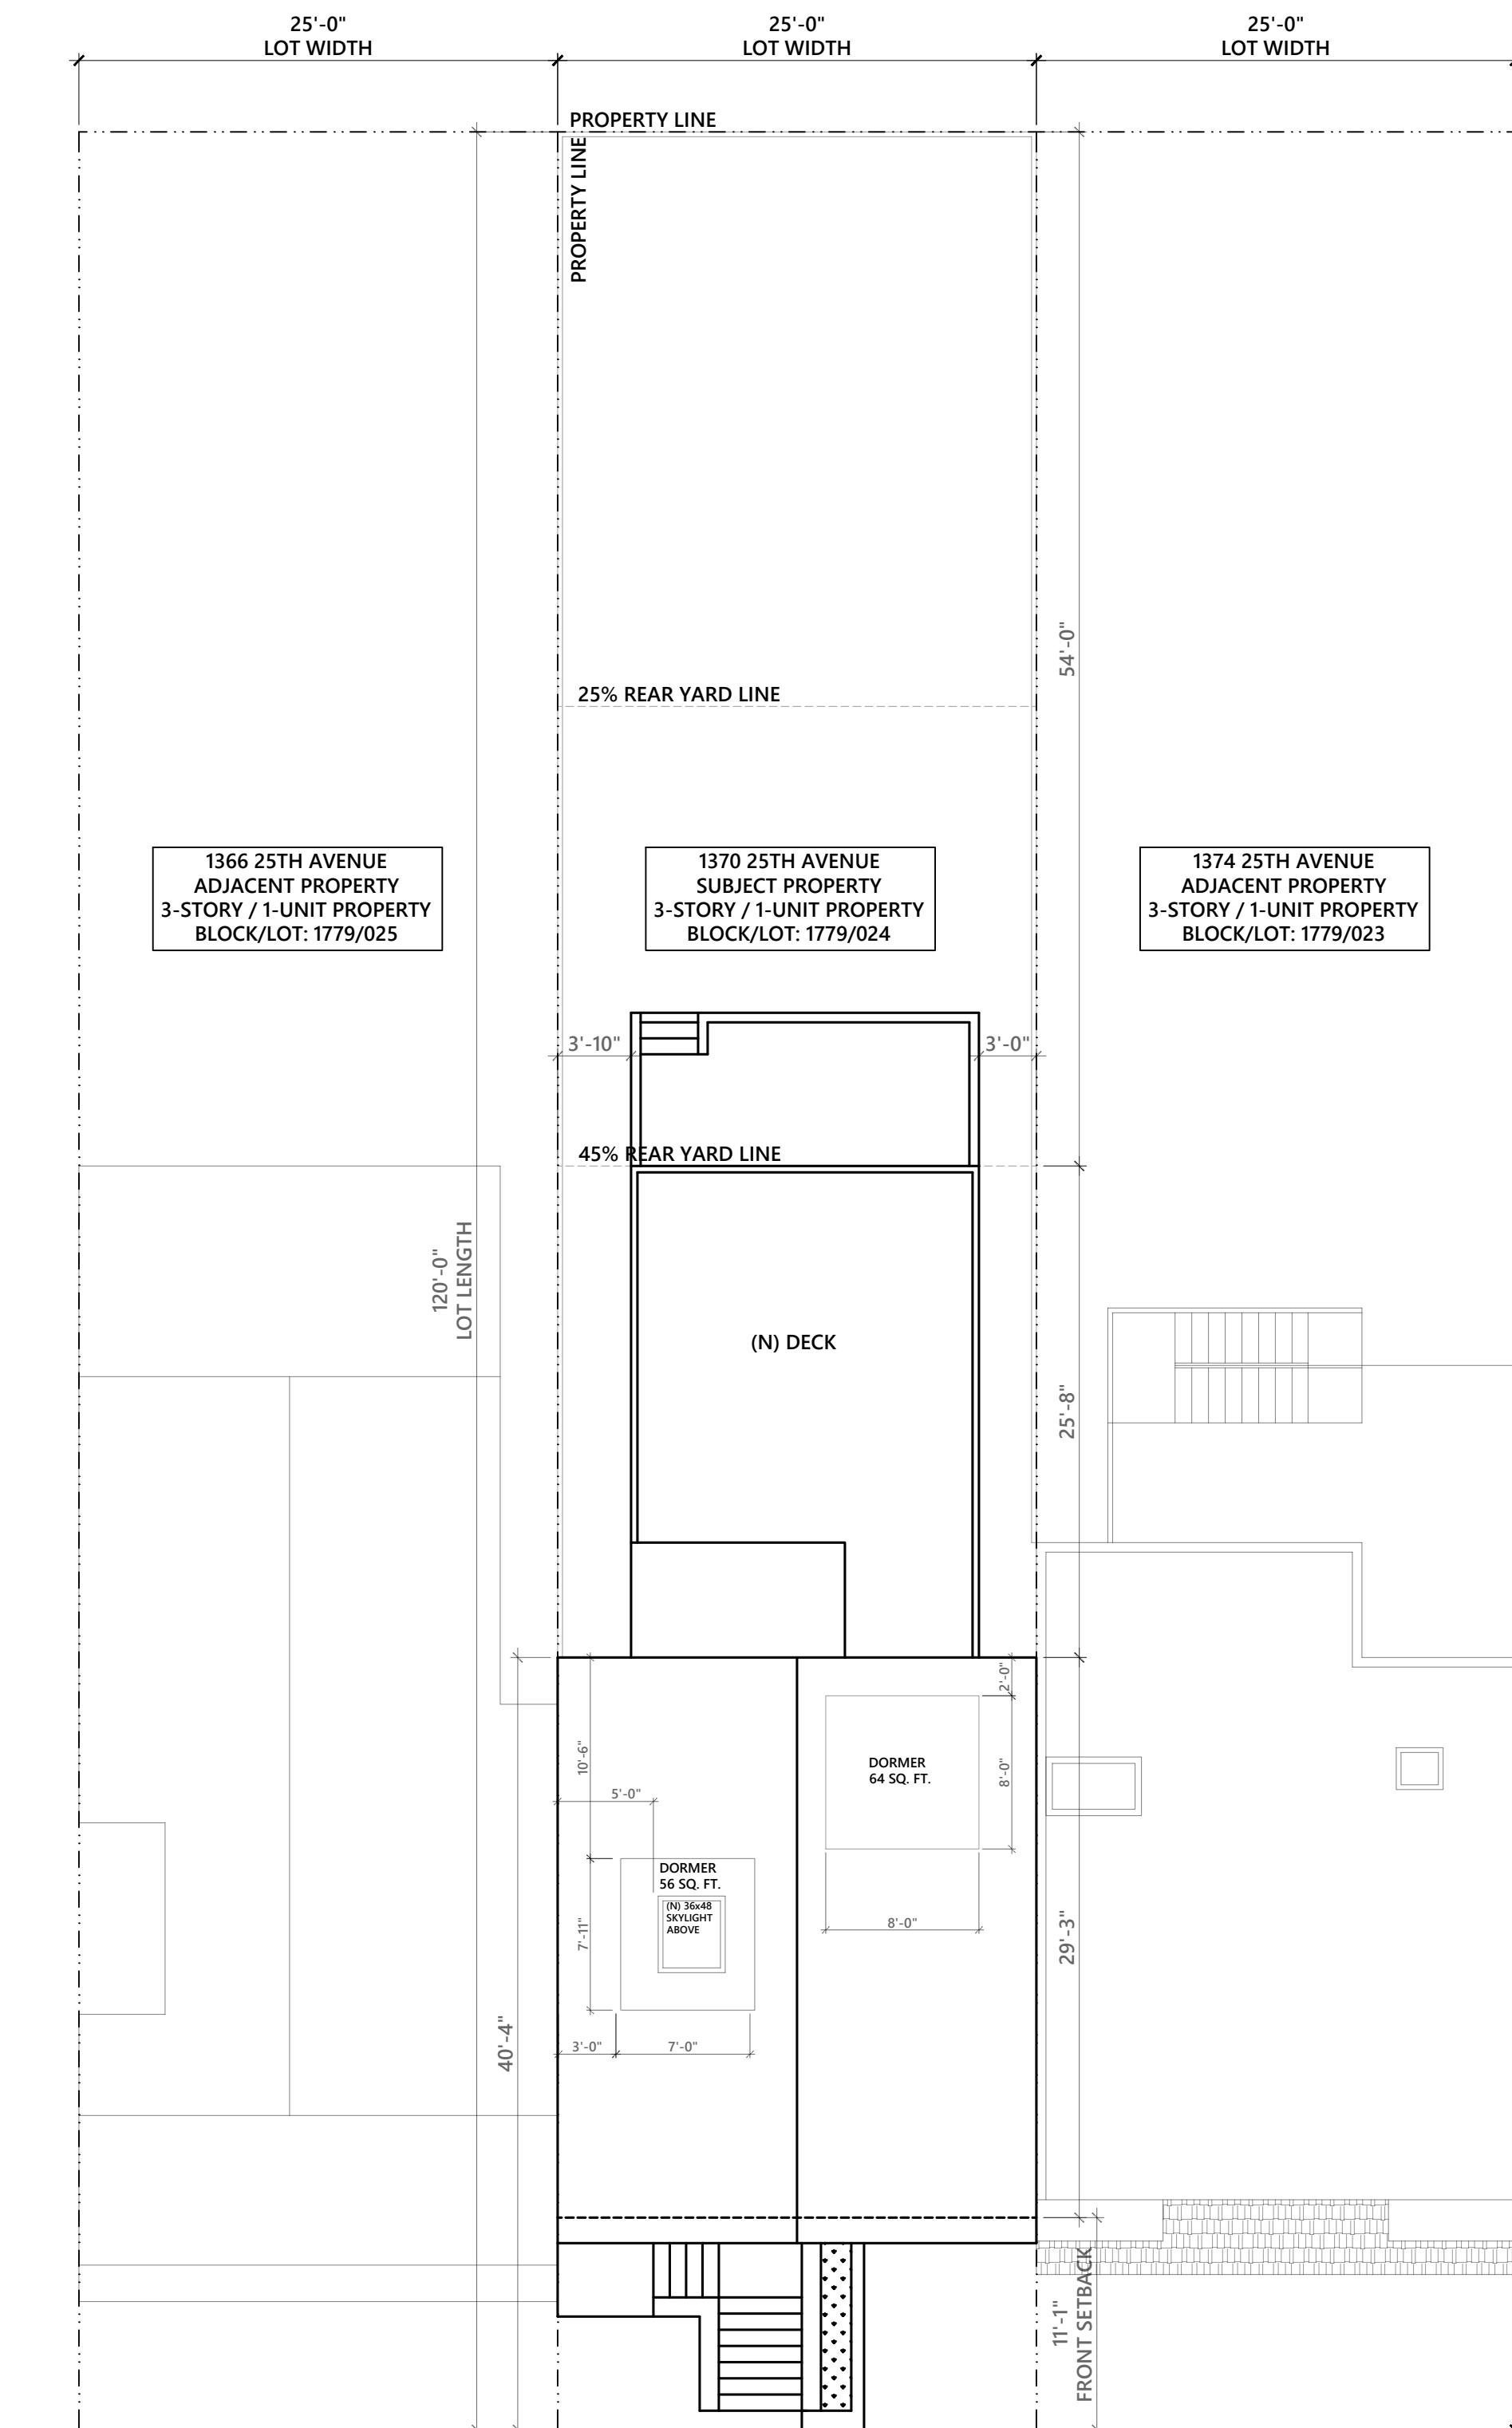 25'-0"
LOT WIDTH
25'-0"
LOT WIDTH
25'-0"
LOT WIDTH
PROPERTY LINE
PROPERTY LINE
54'-0"
25% REAR YARD LINE
1366 25TH AVENUE
ADJACENT PROPERTY
3-STORY / 1-UNIT PROPERTY
BLOCK/LOT: 1779/025
1370 25TH AVENUE
SUBJECT PROPERTY
3-STORY / 1-UNIT PROPERTY
BLOCK/LOT: 1779/024
1374 25TH AVENUE
ADJACENT PROPERTY
3-STORY / 1-UNIT PROPERTY
BLOCK/LOT: 1779/023
3'-10"
3'-0"
45% REAR YARD LINE
120'-0"
LOT LENGTH
(N) DECK
25'-8"
2'-0"
10'-6"
DORMER
64 SQ. FT.
8'-0"
5'-0"
DORMER
56 SQ. FT.
(N) 36x48
SKYLIGHT
ABOVE
8'-0"
7'-11"
29'-3"
40'-4"
3'-0"
7'-0"
11'-1"
FRONT SETBACK